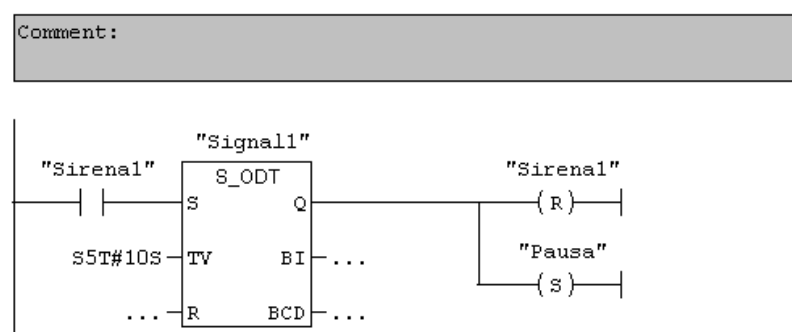 Comment:
"Signal1"
"Sirena1" S_ODT "Sirena1"
S Q (R)
"Pausa"
S5T#10S TV BI ... (S)
... R BCD ...